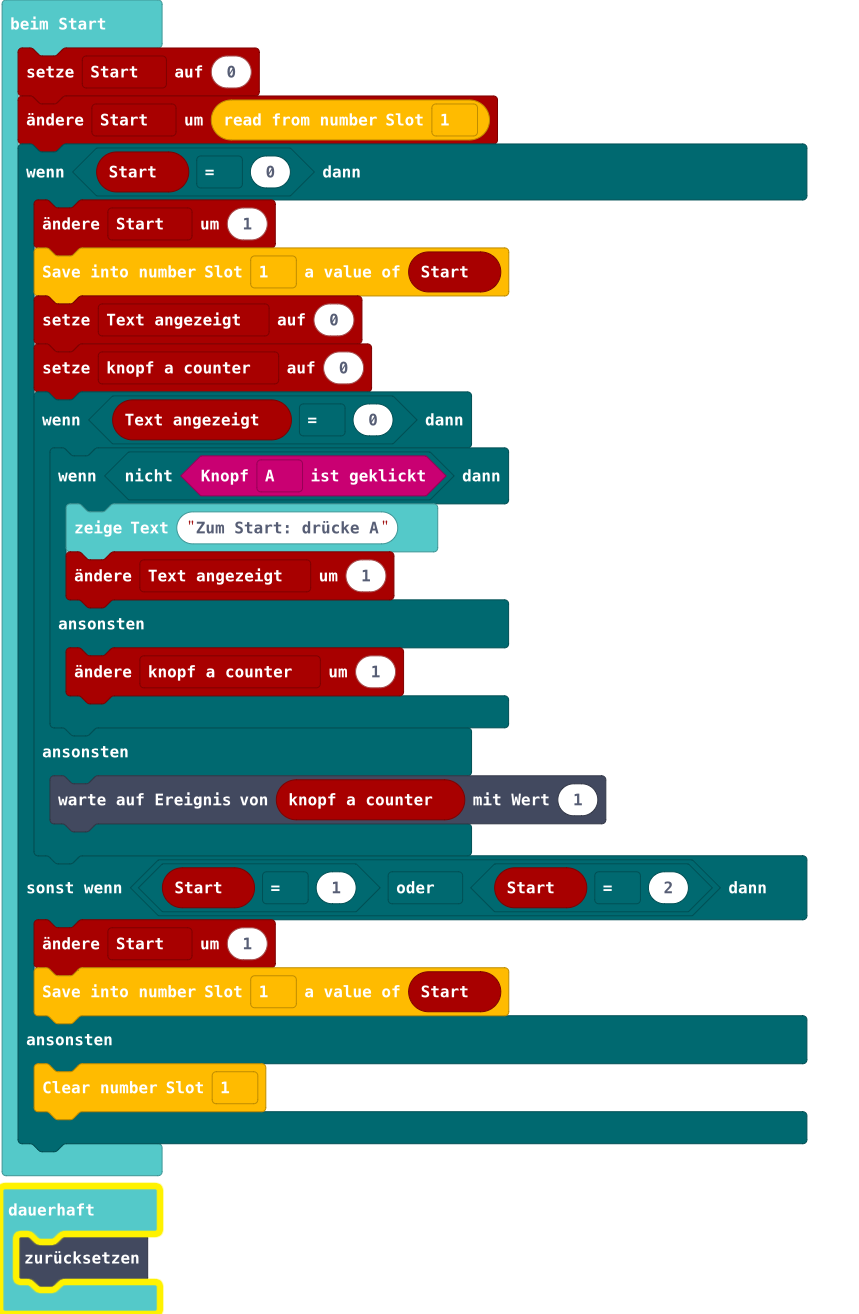 beim Start
setze Start auf 0
ändere Start um read from number Slot 1
wenn Start = 0 dann
ändere Start um 1
Save into number Slot 1 a value of Start
setze Text angezeigt auf 0
setze knopf a counter auf 0
wenn Text angezeigt = 0 dann
wenn nicht Knopf A ist geklickt dann
zeige Text "Zum Start: drücke A"
ändere Text angezeigt um 1
ansonsten
ändere knopf a counter um 1
ansonsten
warte auf Ereignis von knopf a counter mit Wert 1
sonst wenn Start = 1 oder Start = 2 dann
ändere Start um 1
Save into number Slot 1 a value of Start
ansonsten
Clear number Slot 1
dauerhaft
zurücksetzen